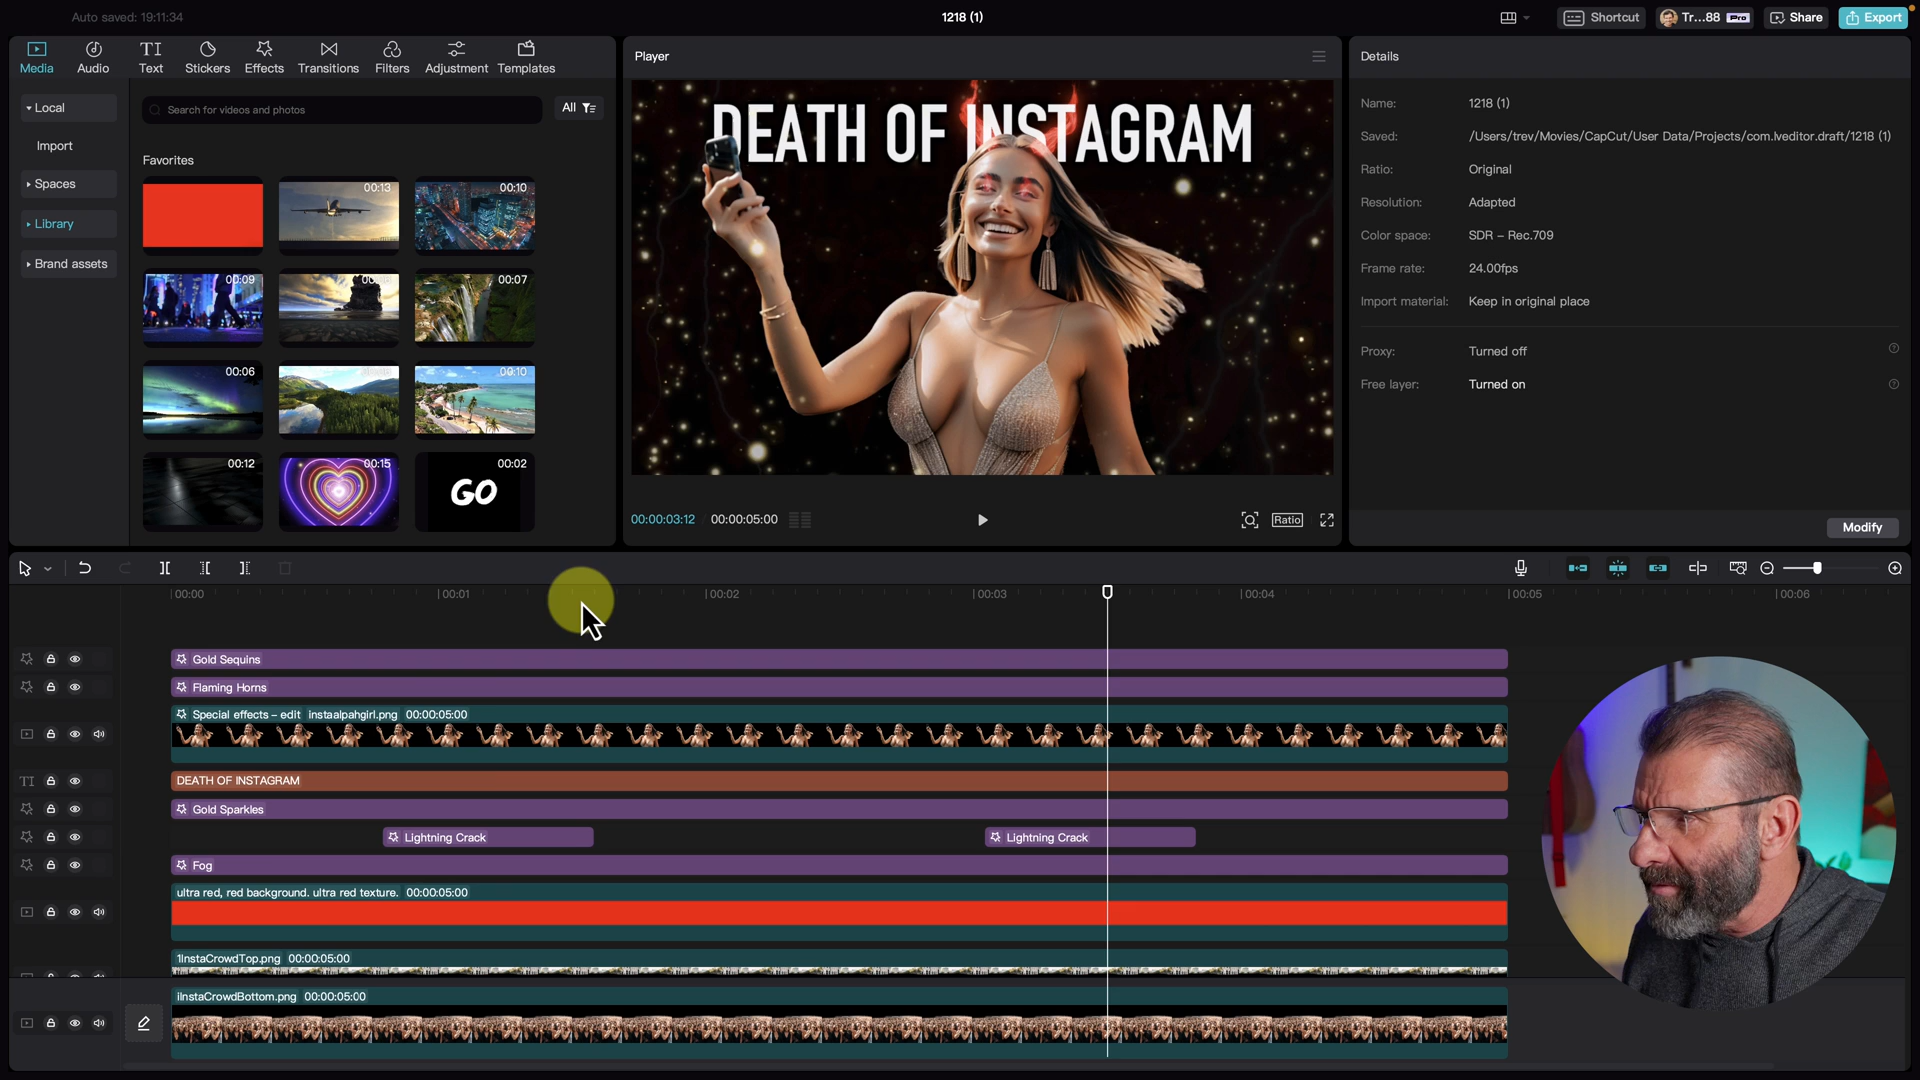 Auto saved: 19:11:34
1218 (1)
Shortcut
Tr...88
Pro
Share
Export
Media
Audio
TI
Text
Stickers
Effects
Transitions
Filters
Adjustment
Templates
Local
Import
Spaces
Library
Brand assets
Search for videos and photos
All
Favorites
00:13
00:10
00:09
00:07
00:06
00:10
00:12
00:15
00:02
GO
Player
DEATH OF INSTAGRAM
00:00:03:12
00:00:05:00
Ratio
Details
Name: 1218 (1)
Saved: /Users/trev/Movies/CapCut/User Data/Projects/com.lveditor.draft/1218 (1)
Ratio: Original
Resolution: Adapted
Color space: SDR – Rec.709
Frame rate: 24.00fps
Import material: Keep in original place
Proxy: Turned off
Free layer: Turned on
Modify
00:00
00:01
00:02
00:03
00:04
00:05
00:06
Gold Sequins
Flaming Horns
Special effects – edit instaalpahgirl.png 00:00:05:00
TI
DEATH OF INSTAGRAM
Gold Sparkles
Lightning Crack
Lightning Crack
Fog
ultra red, red background. ultra red texture. 00:00:05:00
1InstaCrowdTop.png 00:00:05:00
iInstaCrowdBottom.png 00:00:05:00